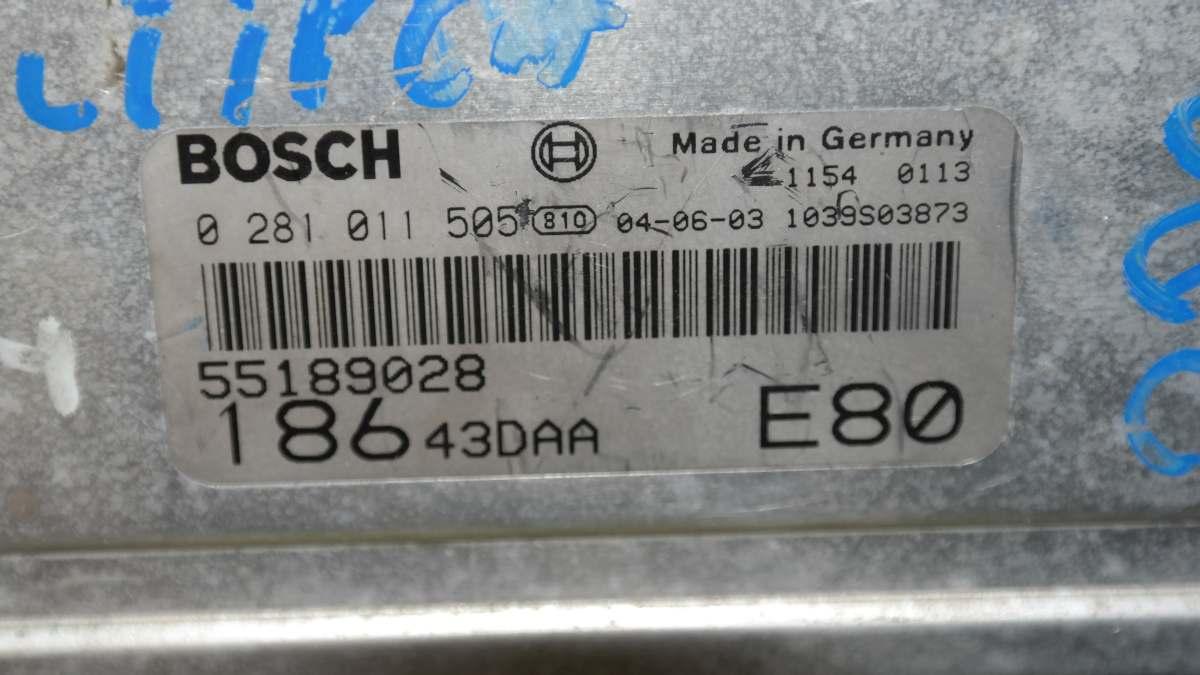 BOSCH Made in Germany
1154 0113
0 281 011 505 810 04-06-03 1039S03873
55189028
186 43DAA E80